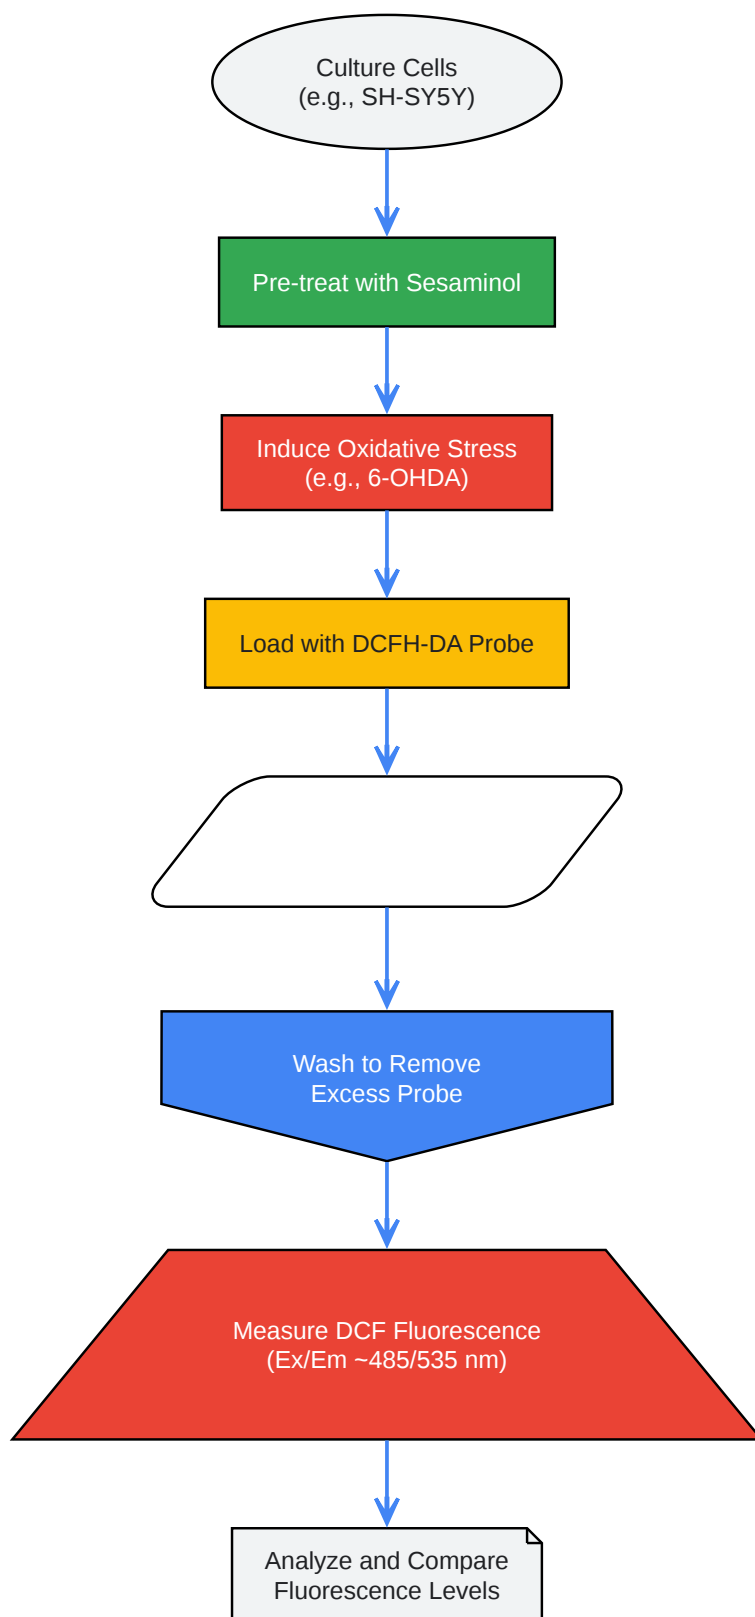 Culture Cells
(e.g., SH-SY5Y)
Pre-treat with Sesaminol
Induce Oxidative Stress
(e.g., 6-OHDA)
Load with DCFH-DA Probe
Wash to Remove
Excess Probe
Measure DCF Fluorescence
(Ex/Em ~485/535 nm)
Analyze and Compare
Fluorescence Levels